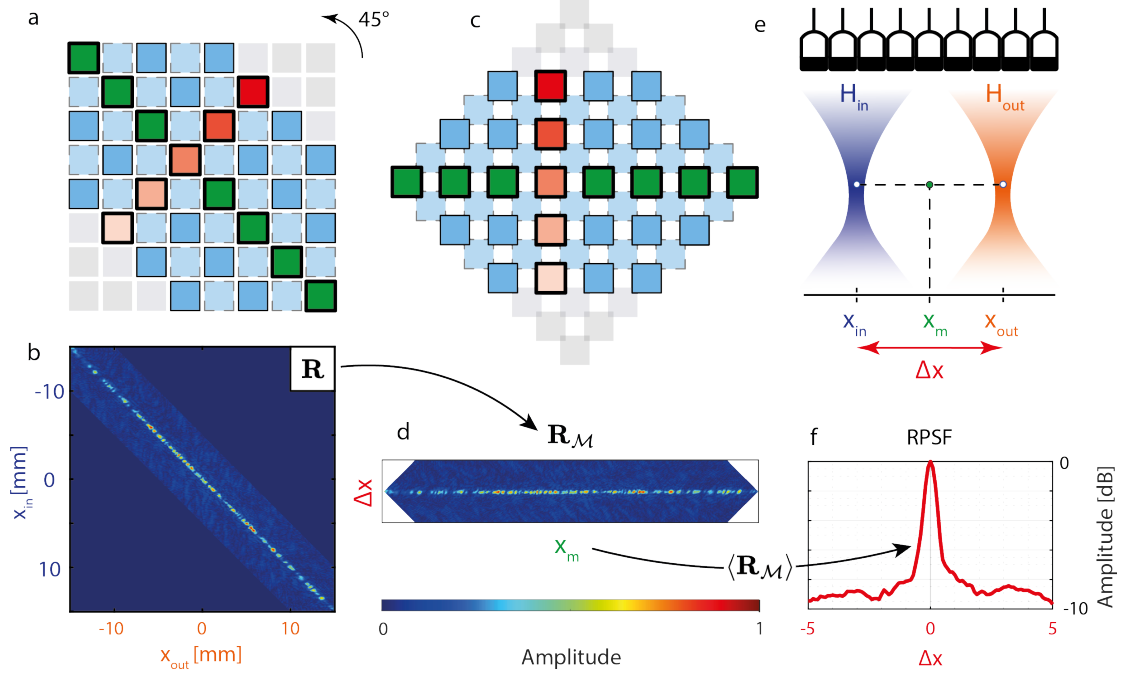 a
45°
c
e
H_in
H_out
x_in
x_m
x_out
Δx
b
R
-10
0
10
x_in [mm]
-10
0
10
x_out [mm]
d
R_ℳ
Δx
x_m
⟨R_ℳ⟩
0
1
Amplitude
f
RPSF
0
-10
Amplitude [dB]
-5
0
5
Δx